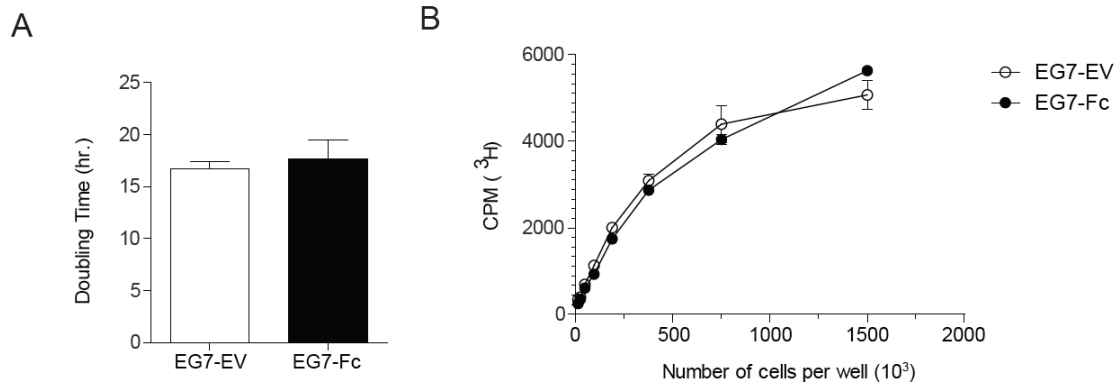 A
Doubling Time (hr.)
25
20
15
10
5
0
EG7-EV
EG7-Fc
B
CPM ( ³H)
6000
4000
2000
0
0
500
1000
1500
2000
Number of cells per well (10³)
EG7-EV
EG7-Fc